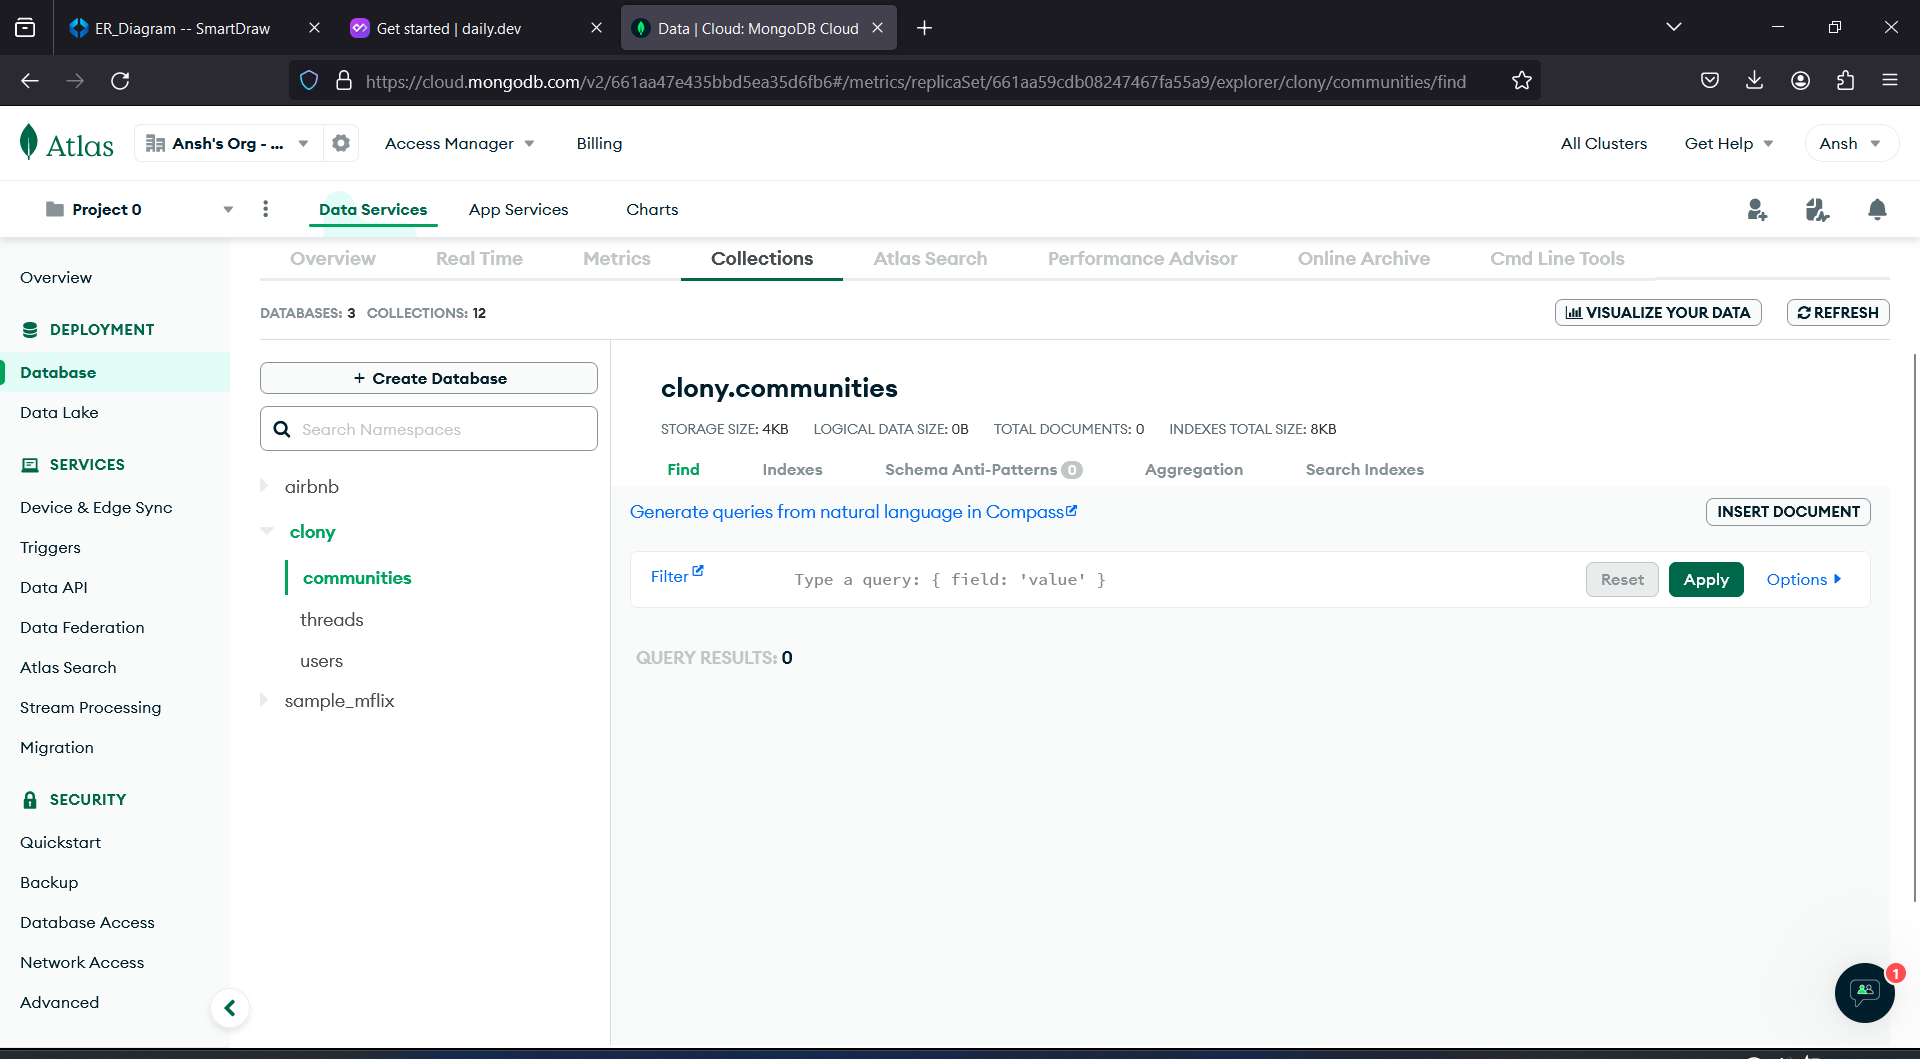 ER_Diagram -- SmartDraw
Get started | daily.dev
Data | Cloud: MongoDB Cloud
https://cloud.mongodb.com/v2/661aa47e435bbd5ea35d6fb6#/metrics/replicaSet/661aa59cdb08247467fa55a9/explorer/clony/communities/find
Atlas
Ansh's Org - ...
Access Manager
Billing
All Clusters
Get Help
Ansh
Project 0
Data Services
App Services
Charts
Overview
Real Time
Metrics
Collections
Atlas Search
Performance Advisor
Online Archive
Cmd Line Tools
Overview
DEPLOYMENT
Database
Data Lake
SERVICES
Device & Edge Sync
Triggers
Data API
Data Federation
Atlas Search
Stream Processing
Migration
SECURITY
Quickstart
Backup
Database Access
Network Access
Advanced
DATABASES: 3 COLLECTIONS: 12
VISUALIZE YOUR DATA
REFRESH
+ Create Database
Search Namespaces
airbnb
clony
communities
threads
users
sample_mflix
clony.communities
STORAGE SIZE: 4KB LOGICAL DATA SIZE: 0B TOTAL DOCUMENTS: 0 INDEXES TOTAL SIZE: 8KB
Find
Indexes
Schema Anti-Patterns 0
Aggregation
Search Indexes
Generate queries from natural language in Compass
INSERT DOCUMENT
Filter
Type a query: { field: 'value' }
Reset
Apply
Options
QUERY RESULTS: 0
1